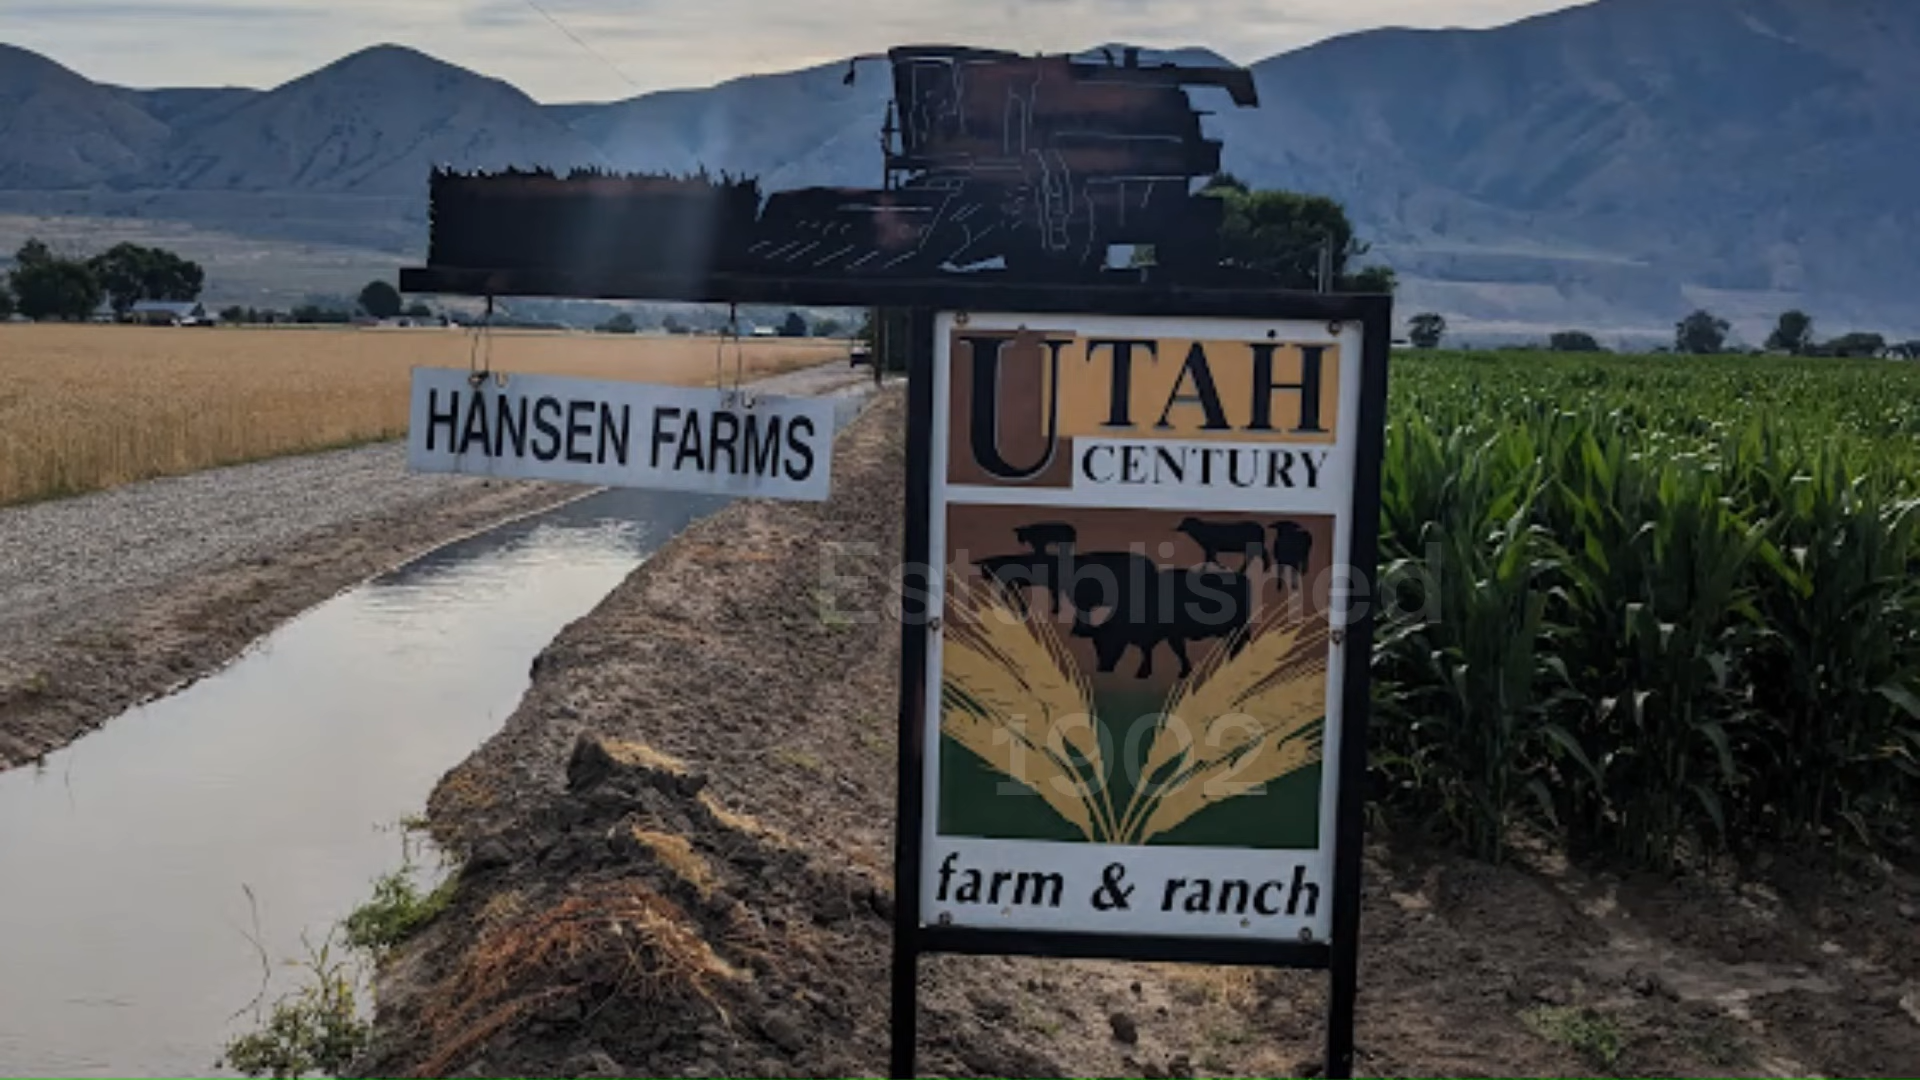 HANSEN FARMS
UTAH
CENTURY
Established
1902
farm & ranch